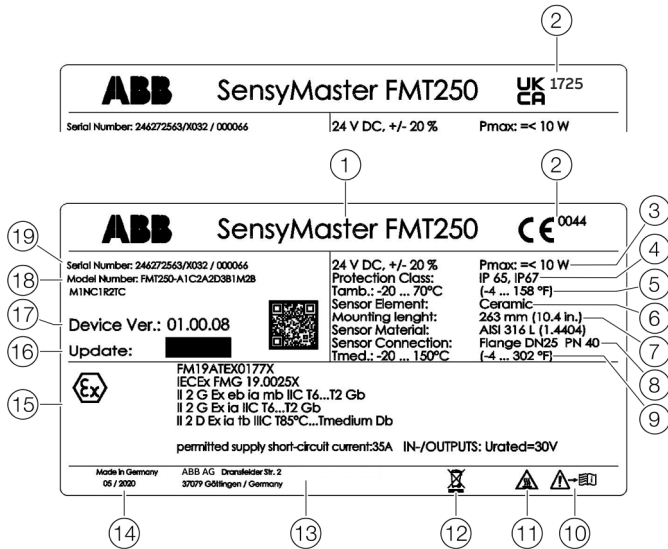 2
ABB SensyMaster FMT250 UK CA 1725
Serial Number: 246272563/X032 / 000066 24 V DC, +/- 20 % Pmax: =< 10 W
1 2
ABB SensyMaster FMT250 CE 0044
3
4
19 Serial Number: 246272563/X032 / 000066 24 V DC, +/- 20 % Pmax: =< 10 W
18 Model Number: FMT250-A1C2A2D3B1M2B Protection Class: IP 65, IP67
M1NC1R2TC Tamb.: -20 ... 70°C (-4 ... 158 °F) 5
Sensor Element: Ceramic 6
17 Device Ver.: 01.00.08 Mounting lenght: 263 mm (10.4 in.) 7
Sensor Material: AISI 316 L (1.4404)
16 Update: Sensor Connection: Flange DN25 PN 40 8
Tmed.: -20 ... 150°C (-4 ... 302 °F) 9
15 Ex FM19ATEX0177X
IECEx FMG 19.0025X
II 2 G Ex eb ia mb IIC T6...T2 Gb
II 2 G Ex ia IIC T6...T2 Gb
II 2 D Ex ia tb IIIC T85°C...Tmedium Db
permitted supply short-circuit current:35A IN-/OUTPUTS: Urated=30V
Made in Germany ABB AG Dransfelder Str. 2
05 / 2020 37079 Göttingen / Germany
14 13 12 11 10